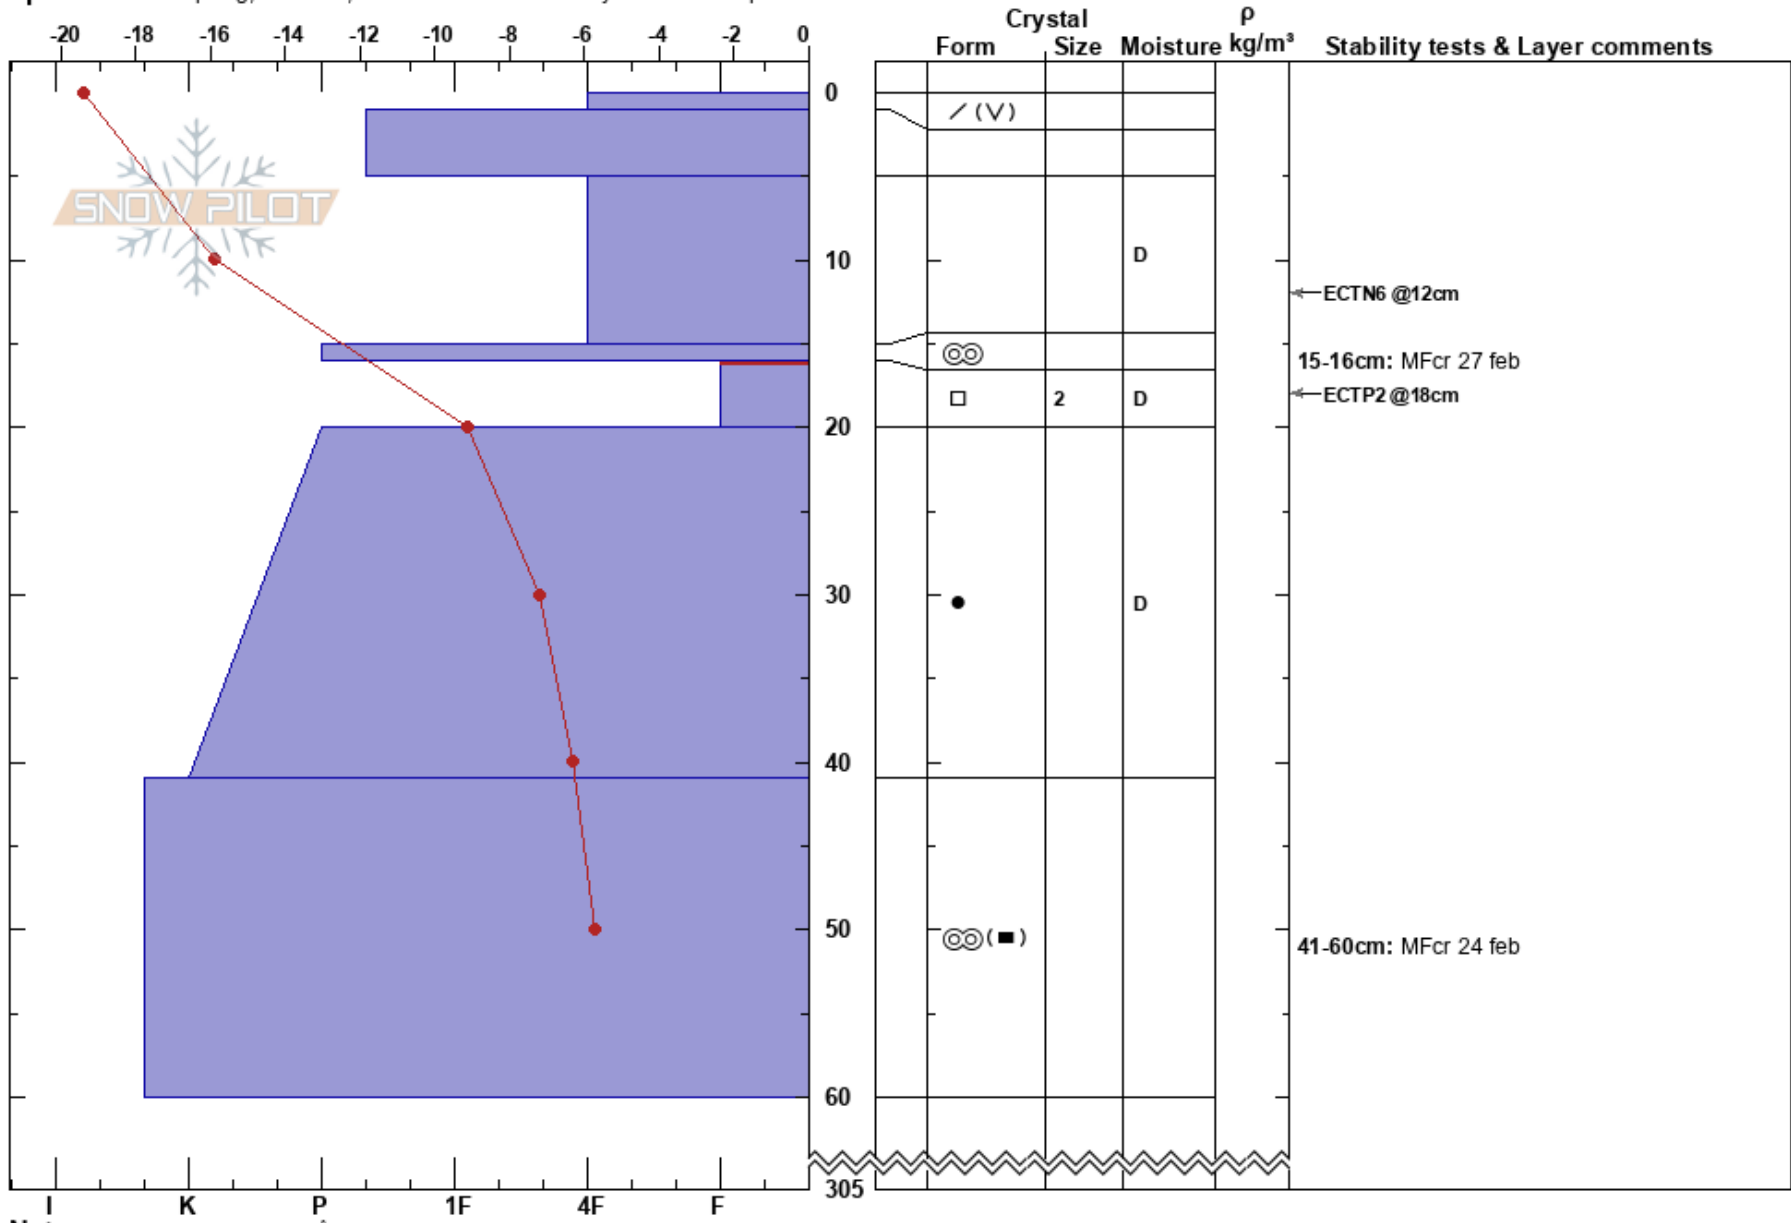 Crystal ρ
-20 -18 -16 -14 -12 -10 -8 -6 -4 -2 0 Form Size Moisture kg/m³ Stability tests & Layer comments
0
SNOW PILOT
10 D
ECTN6 @12cm
15-16cm: MFcr 27 feb
2 D ECTP2 @18cm
20
30 D
40
50
41-60cm: MFcr 24 feb
60
305
I K P 1F 4F F